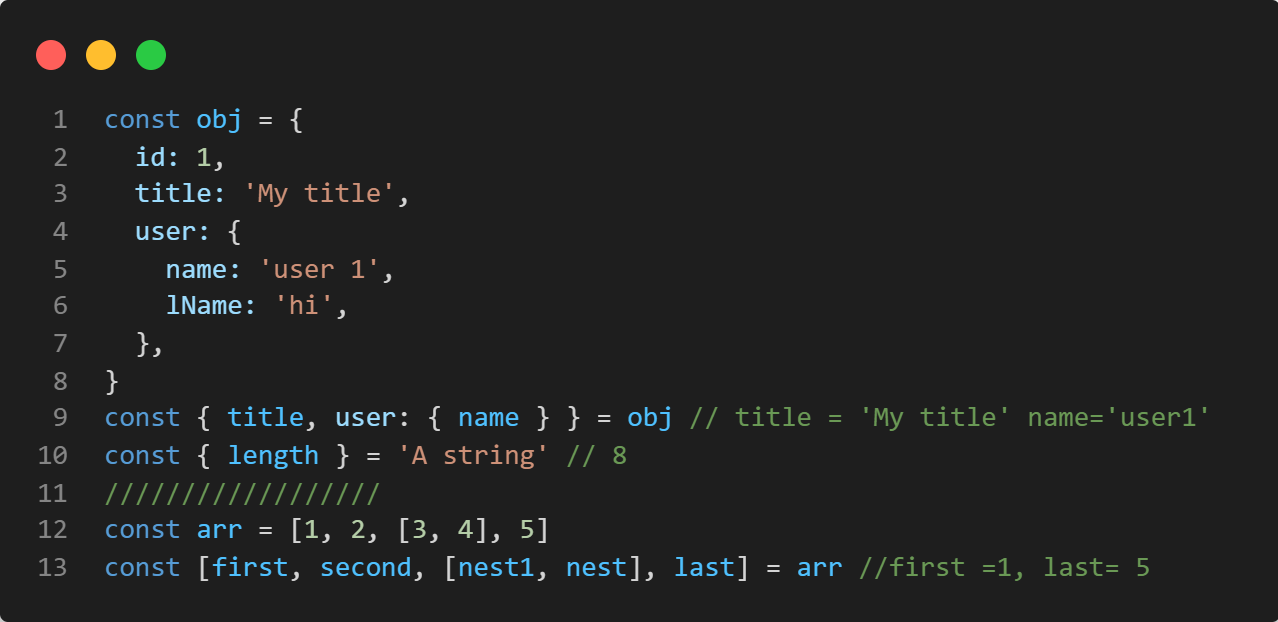 1 const obj = {
2   id: 1,
3   title: 'My title',
4   user: {
5     name: 'user 1',
6     lName: 'hi',
7   },
8 }
9 const { title, user: { name } } = obj // title = 'My title' name='user1'
10 const { length } = 'A string' // 8
11 //////////////////
12 const arr = [1, 2, [3, 4], 5]
13 const [first, second, [nest1, nest], last] = arr //first =1, last= 5